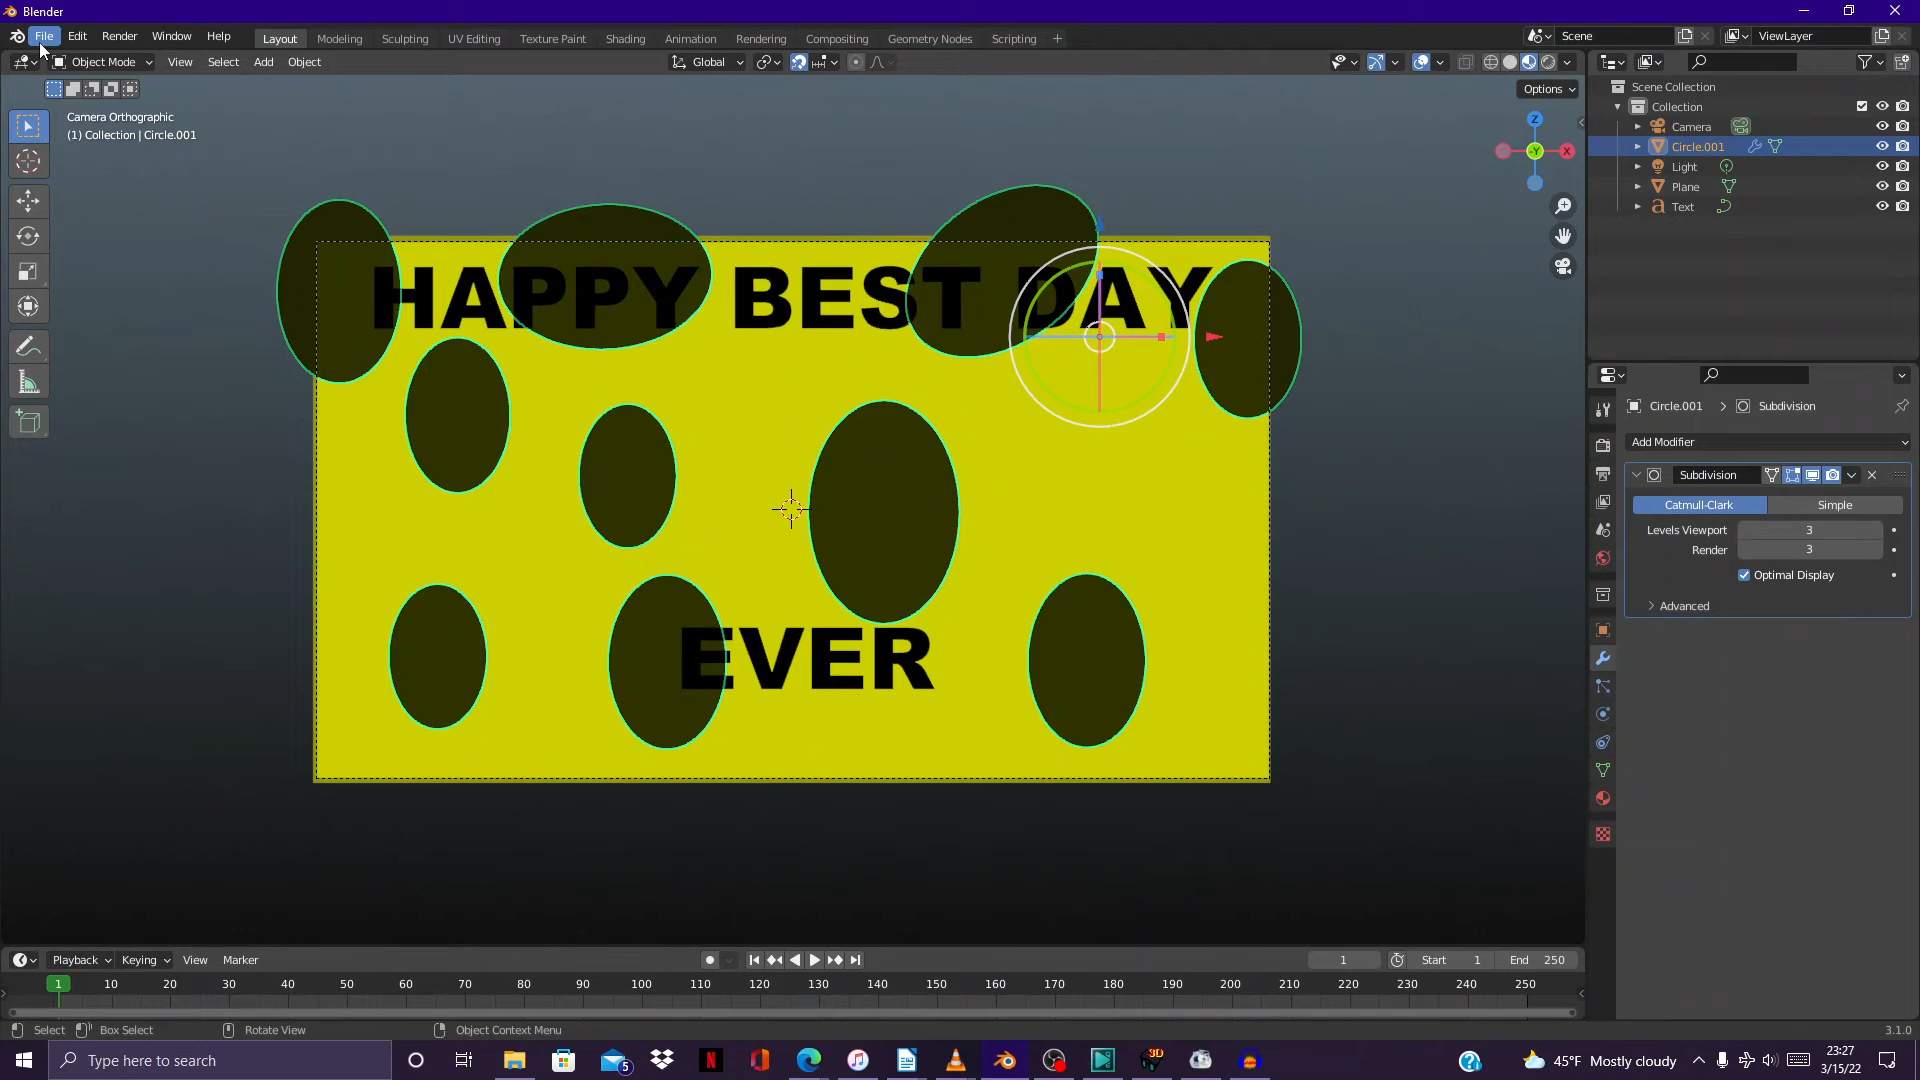 Blender
File Edit Render Window Help Layout Modeling Sculpting UV Editing Texture Paint Shading Animation Rendering Compositing Geometry Nodes Scripting + Scene ViewLayer
Object Mode View Select Add Object Global
Options
Camera Orthographic
(1) Collection | Circle.001
Z
-Y X
HAPPY BEST DAY
EVER
Scene Collection
Collection
Camera
Circle.001
Light
Plane
Text
Circle.001 > Subdivision
Add Modifier
Subdivision
Catmull-Clark Simple
Levels Viewport 3
Render 3
Optimal Display
Advanced
Playback Keying View Marker 1 Start 1 End 250
1 10 20 30 40 50 60 70 80 90 100 110 120 130 140 150 160 170 180 190 200 210 220 230 240 250
Select Box Select Rotate View Object Context Menu 3.1.0
Type here to search 5 3D 45°F Mostly cloudy 23:27
3/15/22